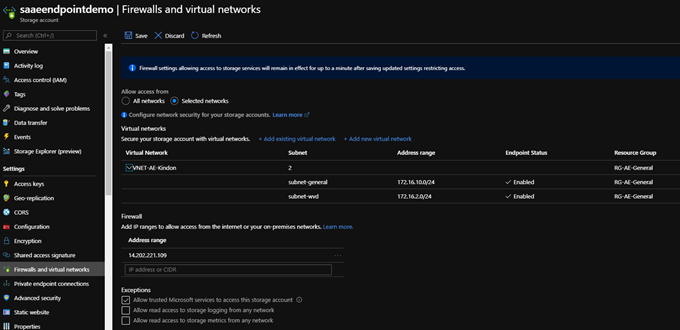 saaeendpointdemo | Firewalls and virtual networks
Storage account
Search (Ctrl+/)
«
Save
Discard
Refresh
Overview
Activity log
Access control (IAM)
Tags
Diagnose and solve problems
Data transfer
Events
Storage Explorer (preview)
Settings
Access keys
Geo-replication
CORS
Configuration
Encryption
Shared access signature
Firewalls and virtual networks
Private endpoint connections
Advanced security
Static website
Properties
Firewall settings allowing access to storage services will remain in effect for up to a minute after saving updated settings restricting access.
Allow access from
All networks
Selected networks
Configure network security for your storage accounts. Learn more
Virtual networks
Secure your storage account with virtual networks. + Add existing virtual network + Add new virtual network
Virtual Network Subnet Address range Endpoint Status Resource Group
VNET-AE-Kindon 2 RG-AE-General
subnet-general 172.16.10.0/24 Enabled RG-AE-General
subnet-wvd 172.16.2.0/24 Enabled RG-AE-General
Firewall
Add IP ranges to allow access from the internet or your on-premises networks. Learn more.
Address range
14.202.221.109 ...
IP address or CIDR
Exceptions
Allow trusted Microsoft services to access this storage account
Allow read access to storage logging from any network
Allow read access to storage metrics from any network